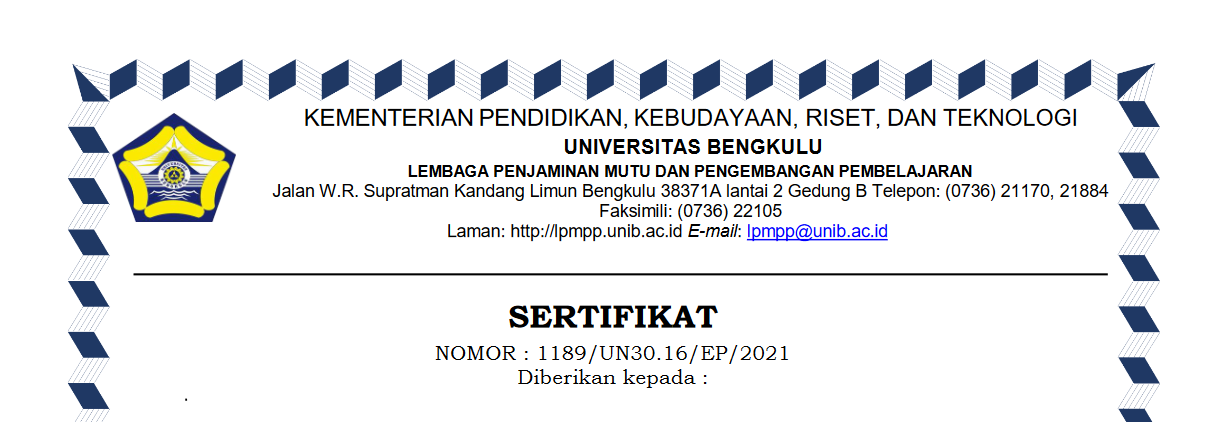 KEMENTERIAN PENDIDIKAN, KEBUDAYAAN, RISET, DAN TEKNOLOGI
UNIVERSITAS BENGKULU
LEMBAGA PENJAMINAN MUTU DAN PENGEMBANGAN PEMBELAJARAN
Jalan W.R. Supratman Kandang Limun Bengkulu 38371A lantai 2 Gedung B Telepon: (0736) 21170, 21884
Faksimili: (0736) 22105
Laman: http://lpmpp.unib.ac.id E-mail: lpmpp@unib.ac.id
SERTIFIKAT
NOMOR : 1189/UN30.16/EP/2021
Diberikan kepada :